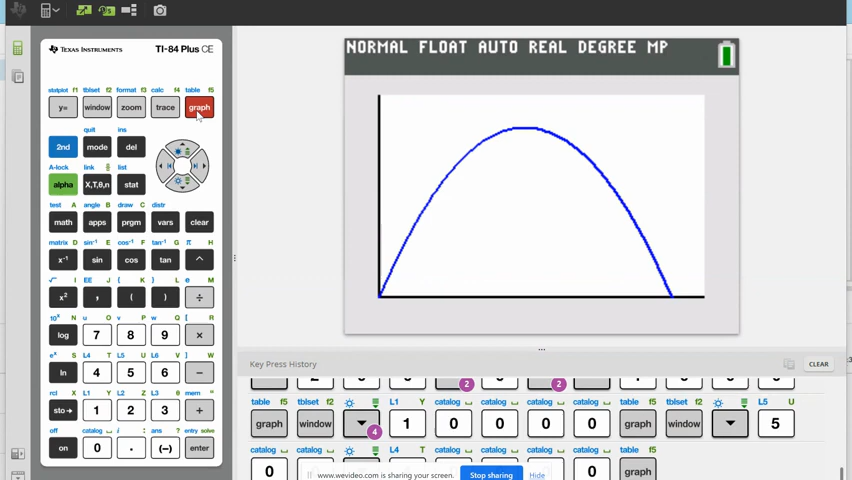 TEXAS INSTRUMENTS TI-84 Plus CE
statplot f1 tblset f2 format f3 calc f4 table f5
y= window zoom trace graph
quit ins
2nd mode del
A-lock link list
alpha X,T,θ,n stat
test A angle B draw C distr
math apps prgm vars clear
matrix D sin⁻¹ E cos⁻¹ F tan⁻¹ G π H
x⁻¹ sin cos tan ^
√ I EE J { K } L e M
x² , ( ) ÷
10ˣ N u O v P w Q [ R
log 7 8 9 ×
eˣ S L4 T L5 U L6 V ] W
ln 4 5 6 −
rcl X L1 Y L2 Z L3 θ mem "
sto→ 1 2 3 +
off catalog i : ans ? entry solve
on 0 . (−) enter
NORMAL FLOAT AUTO REAL DEGREE MP
Key Press History
CLEAR
2 2
table f5 tblset f2 L1 Y catalog catalog catalog catalog table f5 tblset f2 L5 U
graph window 1 0 0 0 0 graph window 5
4
catalog L4 T catalog table f5
0 0 graph
www.wevideo.com is sharing your screen. Stop sharing Hide